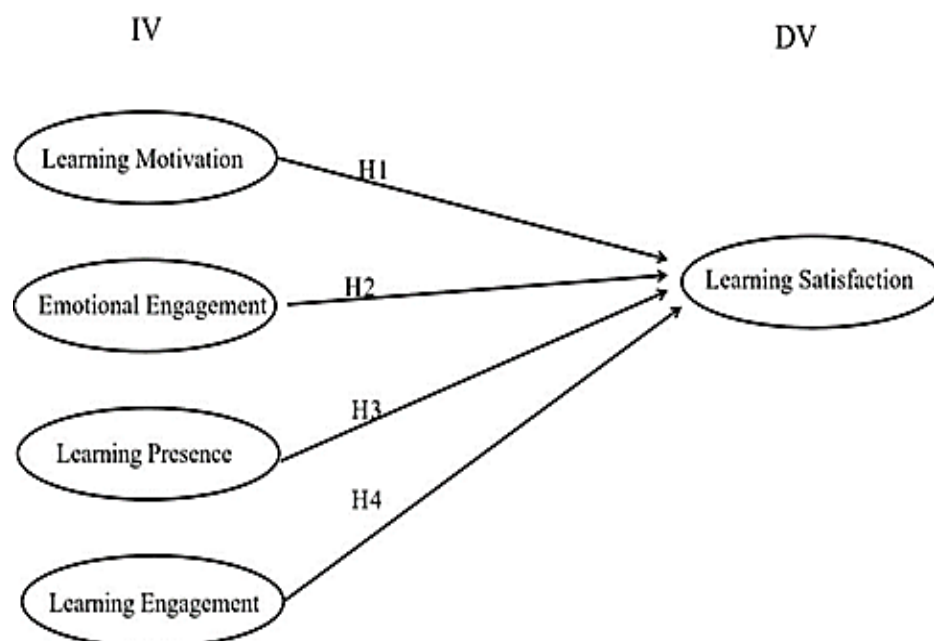 IV
DV
Learning Motivation
H1
Emotional Engagement
H2
Learning Satisfaction
Learning Presence
H3
Learning Engagement
H4